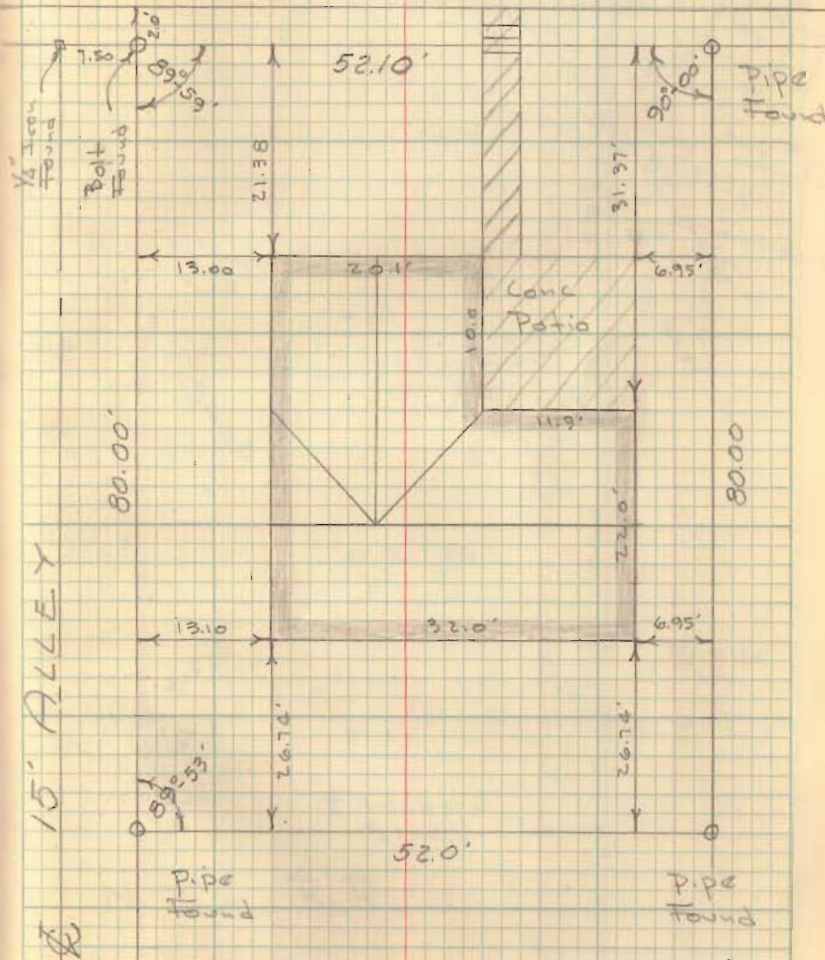 2.0'
7.50
52.10'
89° 59'
90° 00'
Pipe
Found
1/4" Iron
Found
Bolt
Found
21.38
31.37'
13.00
20.1'
6.95'
Conc
Patio
10.0
11.9'
80.00'
80.00
22.0'
15' ALLEY
13.10
32.0'
6.95'
26.74'
26.74'
89° 53'
52.0'
Pipe
Found
Pipe
Found